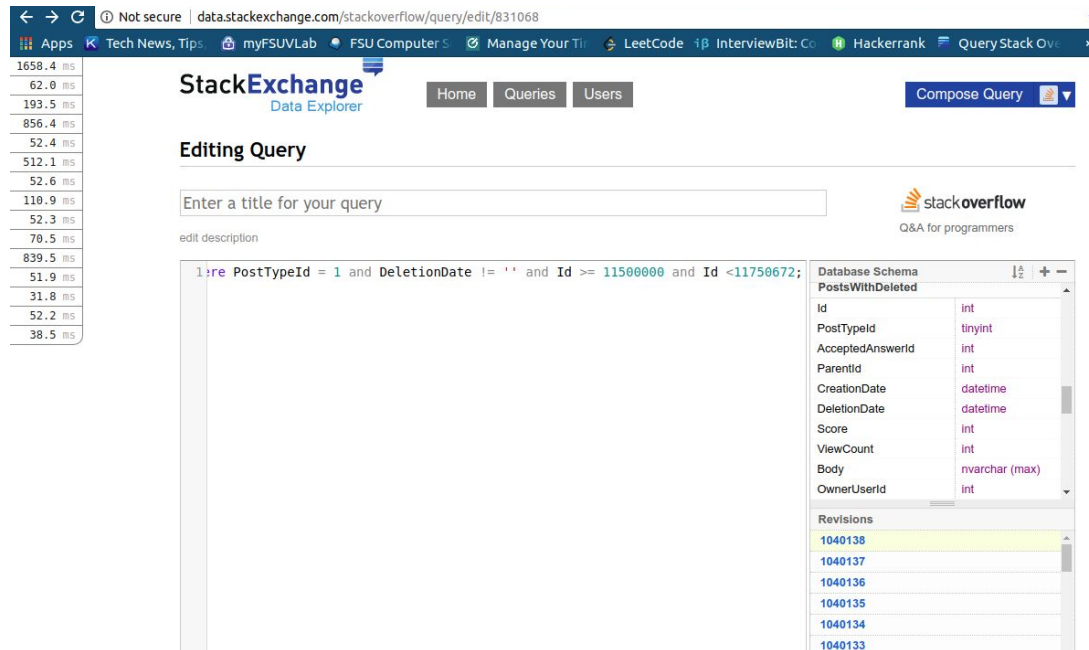 Not secure | data.stackexchange.com/stackoverflow/query/edit/831068
Apps Tech News, Tips, myFSUVLab FSU Computer S Manage Your Tir LeetCode InterviewBit: Co Hackerrank Query Stack Ove
1658.4 ms
62.0 ms
193.5 ms
856.4 ms
52.4 ms
512.1 ms
52.6 ms
110.9 ms
52.3 ms
70.5 ms
839.5 ms
51.9 ms
31.8 ms
52.2 ms
38.5 ms
StackExchange
Data Explorer
Home Queries Users
Compose Query
Editing Query
Enter a title for your query
edit description
stackoverflow
Q&A for programmers
1 ere PostTypeId = 1 and DeletionDate != '' and Id >= 11500000 and Id <11750672;
Database Schema
PostsWithDeleted
Id int
PostTypeId tinyint
AcceptedAnswerId int
ParentId int
CreationDate datetime
DeletionDate datetime
Score int
ViewCount int
Body nvarchar (max)
OwnerUserId int
Revisions
1040138
1040137
1040136
1040135
1040134
1040133